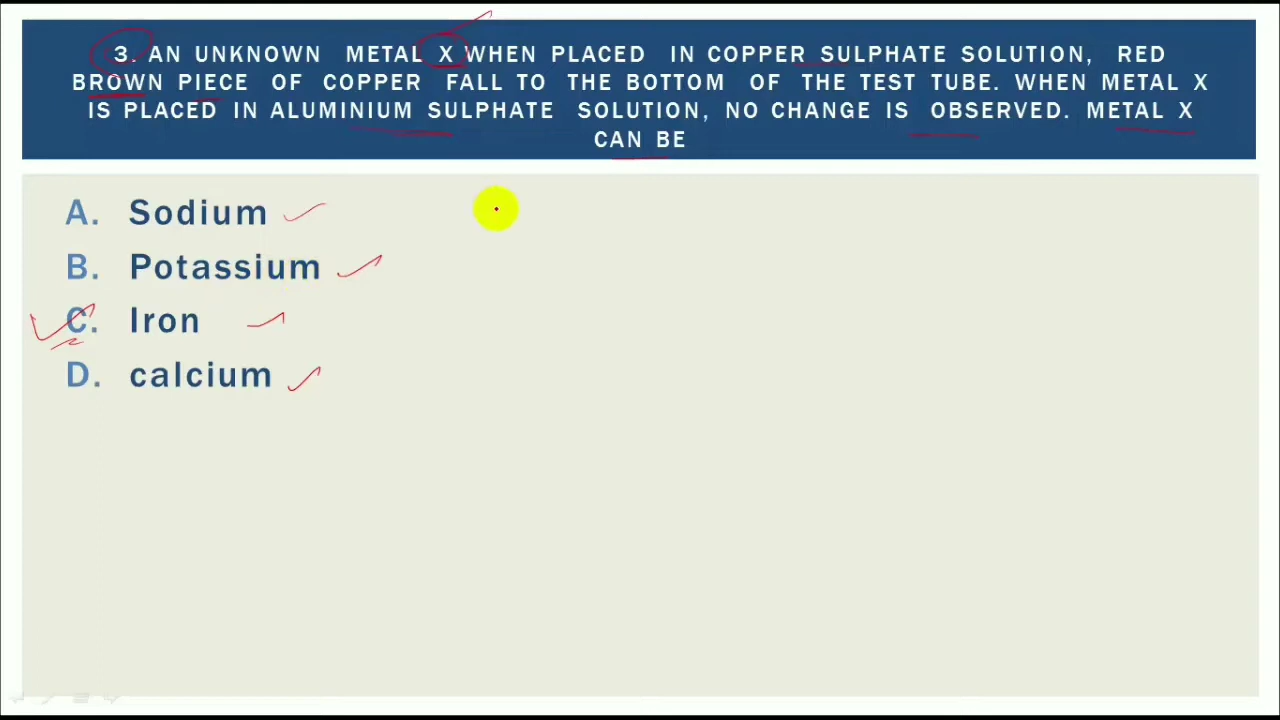 3. AN UNKNOWN METAL X WHEN PLACED IN COPPER SULPHATE SOLUTION, RED
BROWN PIECE OF COPPER FALL TO THE BOTTOM OF THE TEST TUBE. WHEN METAL X
IS PLACED IN ALUMINIUM SULPHATE SOLUTION, NO CHANGE IS OBSERVED. METAL X
CAN BE
A. Sodium
B. Potassium
C. Iron
D. calcium